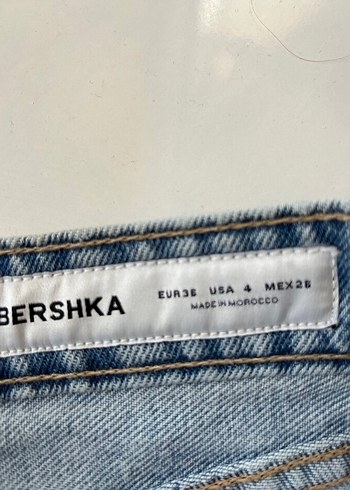 BERSHKA
EUR36 USA 4 MEX26
MADE IN MOROCCO